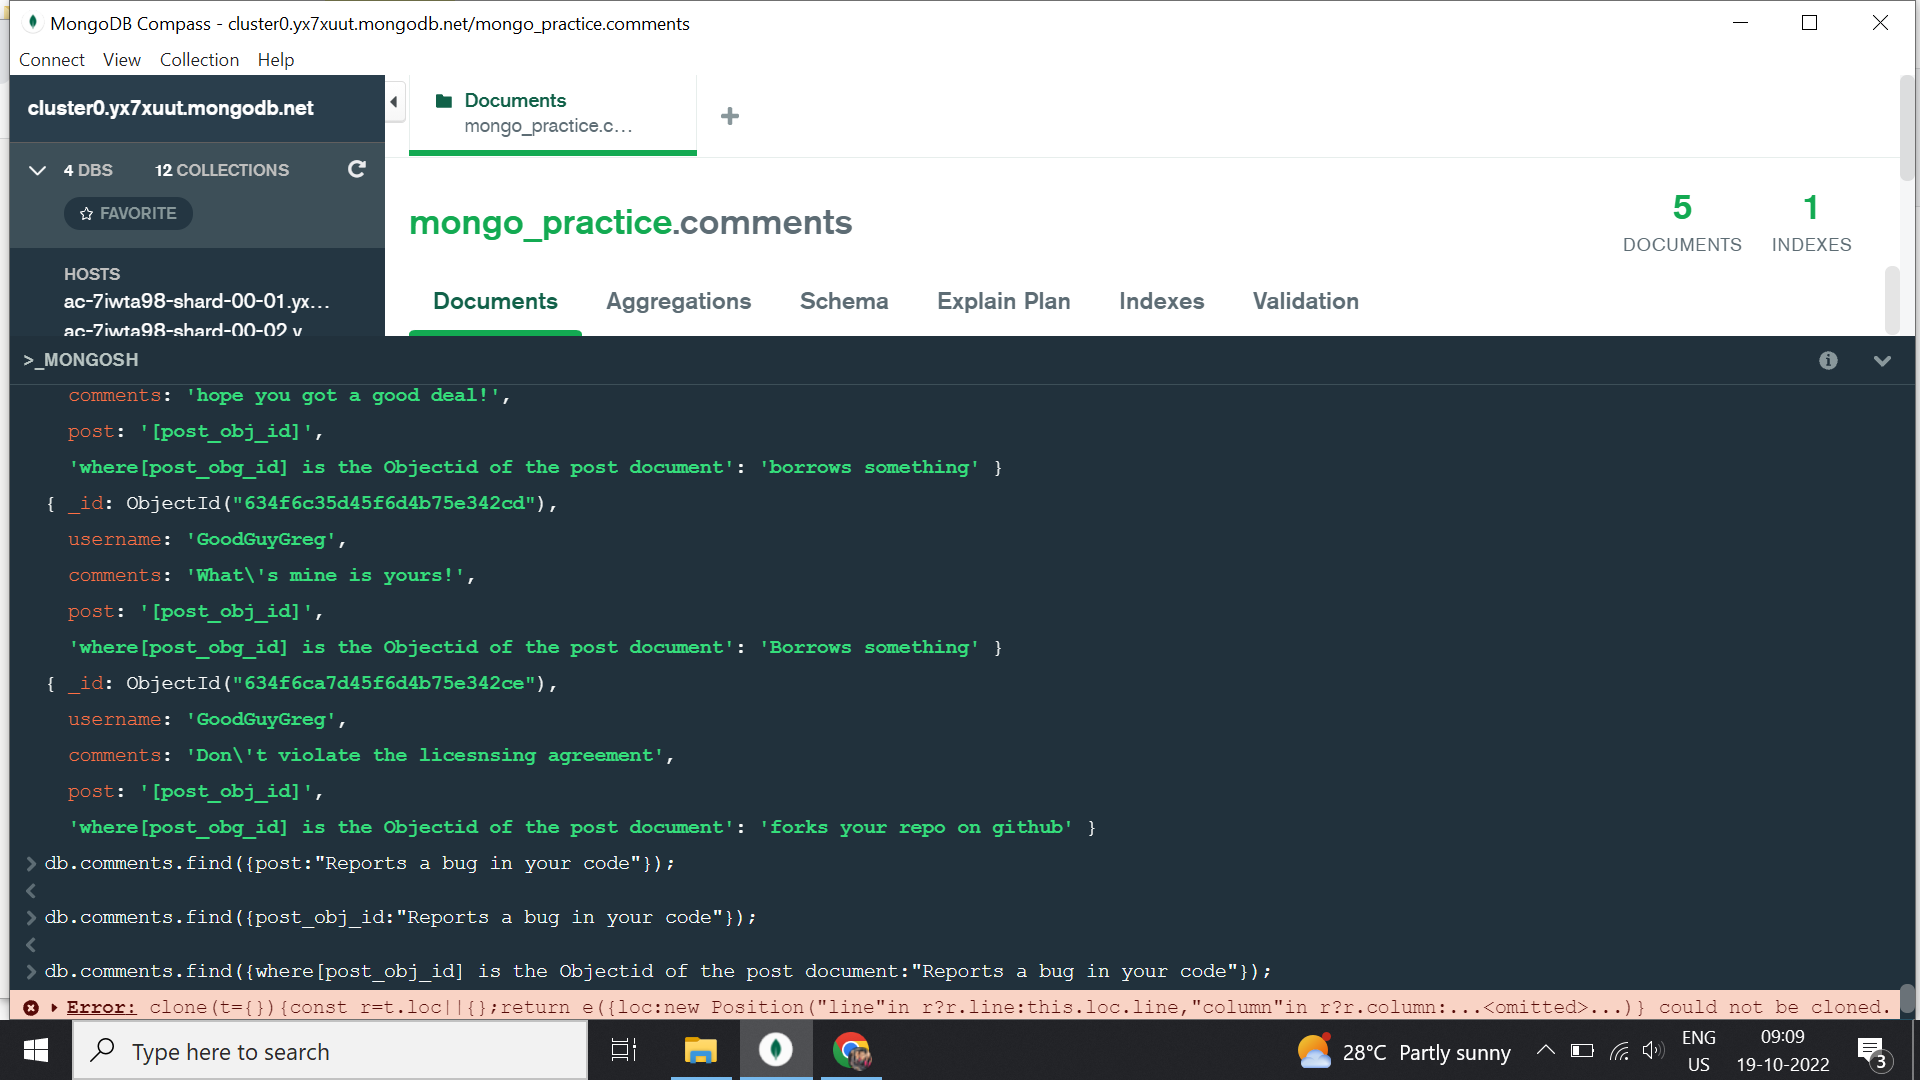 MongoDB Compass - cluster0.yx7xuut.mongodb.net/mongo_practice.comments
Connect View Collection Help
cluster0.yx7xuut.mongodb.net
Documents
mongo_practice.c...
4 DBS 12 COLLECTIONS
FAVORITE
mongo_practice.comments
5
DOCUMENTS
1
INDEXES
HOSTS
ac-7iwta98-shard-00-01.yx...
ac-7iwta98-shard-00-02.y
Documents Aggregations Schema Explain Plan Indexes Validation
>_MONGOSH
comments: 'hope you got a good deal!',
post: '[post_obj_id]',
'where[post_obg_id] is the Objectid of the post document': 'borrows something' }
{ _id: ObjectId("634f6c35d45f6d4b75e342cd"),
username: 'GoodGuyGreg',
comments: 'What\'s mine is yours!',
post: '[post_obj_id]',
'where[post_obg_id] is the Objectid of the post document': 'Borrows something' }
{ _id: ObjectId("634f6ca7d45f6d4b75e342ce"),
username: 'GoodGuyGreg',
comments: 'Don\'t violate the licesnsing agreement',
post: '[post_obj_id]',
'where[post_obg_id] is the Objectid of the post document': 'forks your repo on github' }
> db.comments.find({post:"Reports a bug in your code"});
<
> db.comments.find({post_obj_id:"Reports a bug in your code"});
<
> db.comments.find({where[post_obj_id] is the Objectid of the post document:"Reports a bug in your code"});
Error: clone(t={}){const r=t.loc||{};return e({loc:new Position("line"in r?r.line:this.loc.line,"column"in r?r.column:...<omitted>...)} could not be cloned.
Type here to search
28°C Partly sunny
ENG
US
09:09
19-10-2022
3